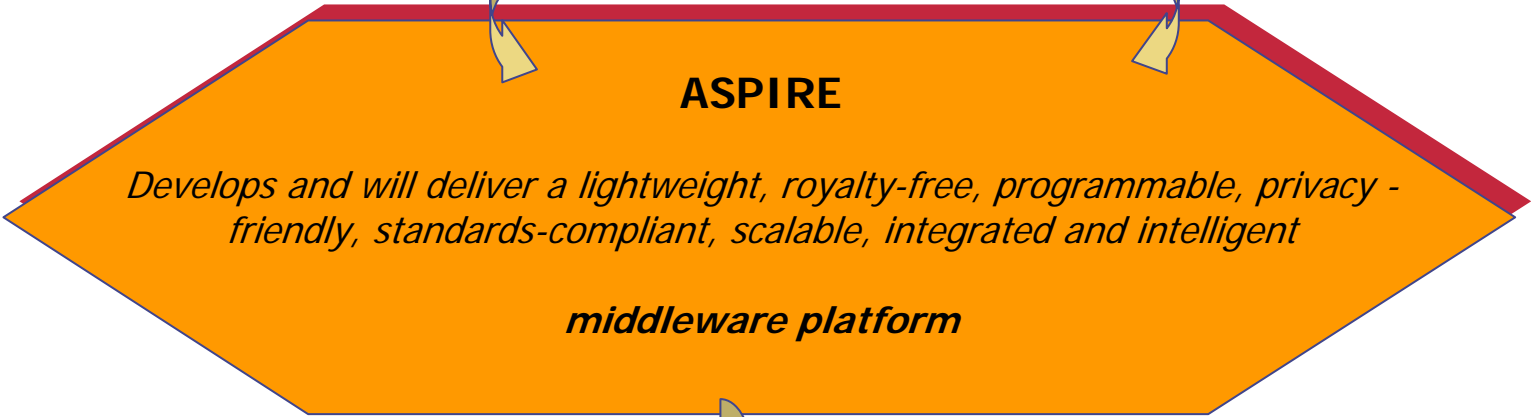 ASPIRE
Develops and will deliver a lightweight, royalty-free, programmable, privacy -
friendly, standards-compliant, scalable, integrated and intelligent
middleware platform